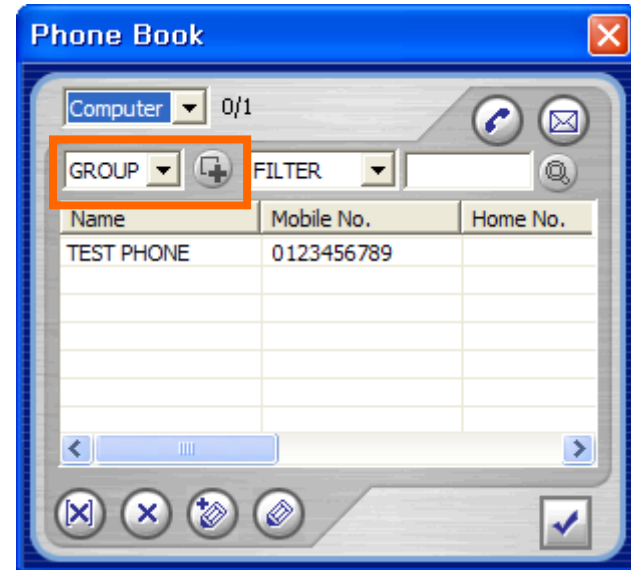 Phone Book
Computer 0/1
GROUP FILTER
Name Mobile No. Home No.
TEST PHONE 0123456789